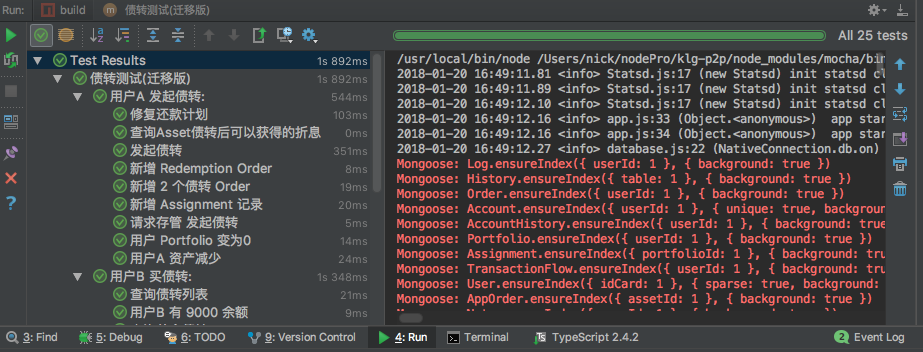 Run: build 债转测试(迁移版)
All 25 tests
Test Results 1s 892ms
债转测试(迁移版) 1s 892ms
用户A 发起债转: 544ms
修复还款计划 103ms
查询Asset债转后可以获得的折息 0ms
发起债转 351ms
新增 Redemption Order 8ms
新增 2 个债转 Order 19ms
新增 Assignment 记录 20ms
请求存管 发起债转 5ms
用户 Portfolio 变为0 14ms
用户A 资产减少 24ms
用户B 买债转: 1s 348ms
查询债转列表 21ms
用户B 有 9000 余额 9ms
/usr/local/bin/node /Users/nick/nodePro/klg-p2p/node_modules/mocha/bin
2018-01-20 16:49:11.81 <info> Statsd.js:17 (new Statsd) init statsd cl
2018-01-20 16:49:11.89 <info> Statsd.js:17 (new Statsd) init statsd cl
2018-01-20 16:49:12.10 <info> Statsd.js:17 (new Statsd) init statsd cl
2018-01-20 16:49:12.16 <info> app.js:33 (Object.<anonymous>) app star
2018-01-20 16:49:12.16 <info> app.js:34 (Object.<anonymous>) app star
2018-01-20 16:49:12.27 <info> database.js:22 (NativeConnection.db.on)
Mongoose: Log.ensureIndex({ userId: 1 }, { background: true })
Mongoose: History.ensureIndex({ table: 1 }, { background: true })
Mongoose: Order.ensureIndex({ userId: 1 }, { background: true })
Mongoose: Account.ensureIndex({ userId: 1 }, { unique: true, backgroun
Mongoose: AccountHistory.ensureIndex({ userId: 1 }, { background: true
Mongoose: Portfolio.ensureIndex({ userId: 1 }, { background: true })
Mongoose: Assignment.ensureIndex({ portfolioId: 1 }, { background: tru
Mongoose: TransactionFlow.ensureIndex({ userId: 1 }, { background: tru
Mongoose: User.ensureIndex({ idCard: 1 }, { sparse: true, background:
Mongoose: AppOrder.ensureIndex({ assetId: 1 }, { background: true })
3: Find 5: Debug 6: TODO 9: Version Control 4: Run Terminal TypeScript 2.4.2 2 Event Log